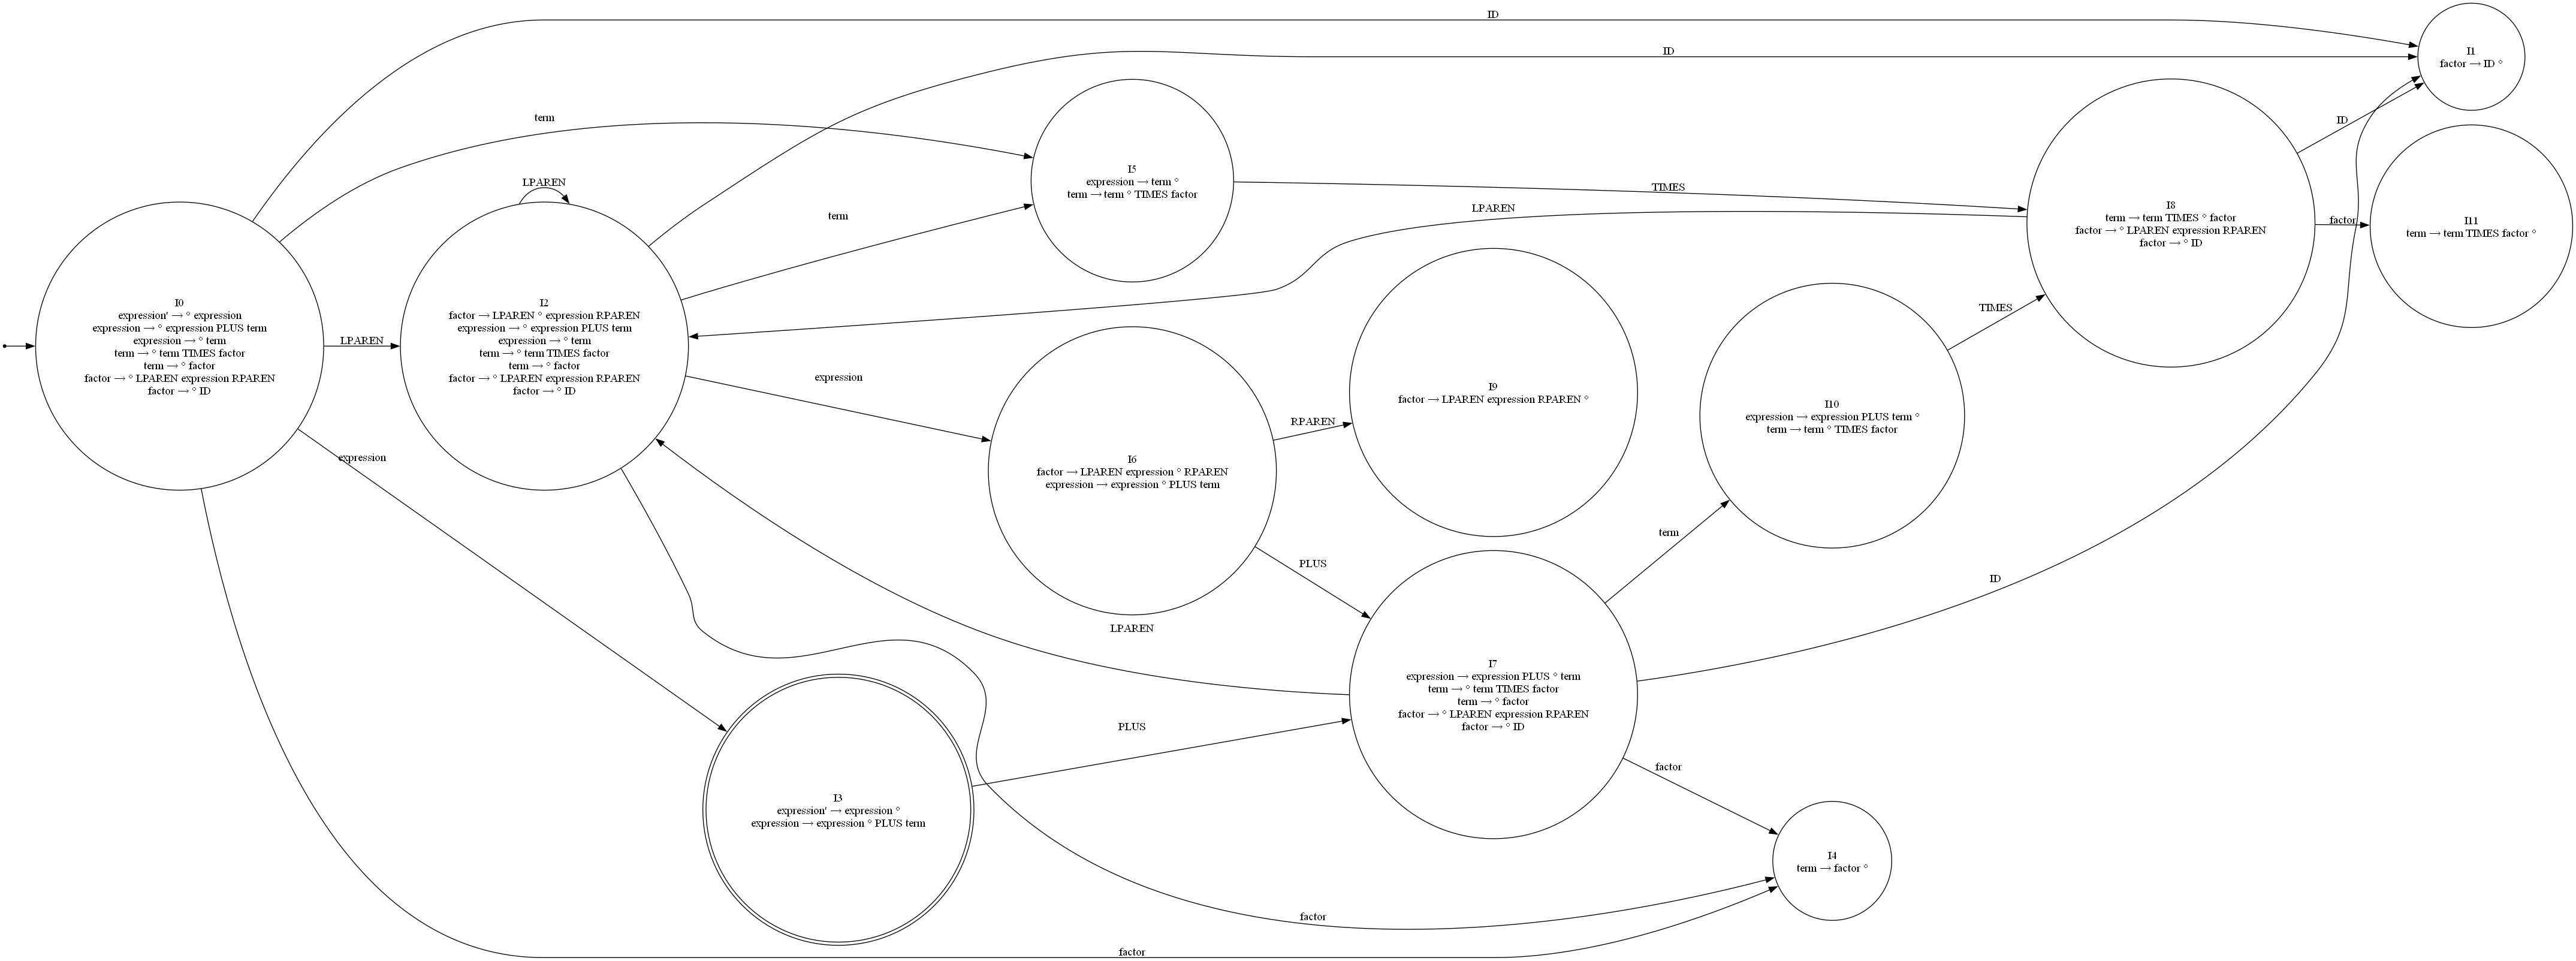 ID
ID
I1
factor → ID ⋄
term
I5
expression → term ⋄
term → term ⋄ TIMES factor
ID
LPAREN
TIMES
LPAREN
term
I8
term → term TIMES ⋄ factor
factor → ⋄ LPAREN expression RPAREN
factor → ⋄ ID
factor
I11
term → term TIMES factor ⋄
I0
expression' → ⋄ expression
expression → ⋄ expression PLUS term
expression → ⋄ term
term → ⋄ term TIMES factor
term → ⋄ factor
factor → ⋄ LPAREN expression RPAREN
factor → ⋄ ID
LPAREN
I2
factor → LPAREN ⋄ expression RPAREN
expression → ⋄ expression PLUS term
expression → ⋄ term
term → ⋄ term TIMES factor
term → ⋄ factor
factor → ⋄ LPAREN expression RPAREN
factor → ⋄ ID
TIMES
expression
I9
factor → LPAREN expression RPAREN ⋄
I10
expression → expression PLUS term ⋄
term → term ⋄ TIMES factor
RPAREN
expression
I6
factor → LPAREN expression ⋄ RPAREN
expression → expression ⋄ PLUS term
term
PLUS
ID
LPAREN
I7
expression → expression PLUS ⋄ term
term → ⋄ term TIMES factor
term → ⋄ factor
factor → ⋄ LPAREN expression RPAREN
factor → ⋄ ID
PLUS
factor
I3
expression' → expression ⋄
expression → expression ⋄ PLUS term
I4
term → factor ⋄
factor
factor